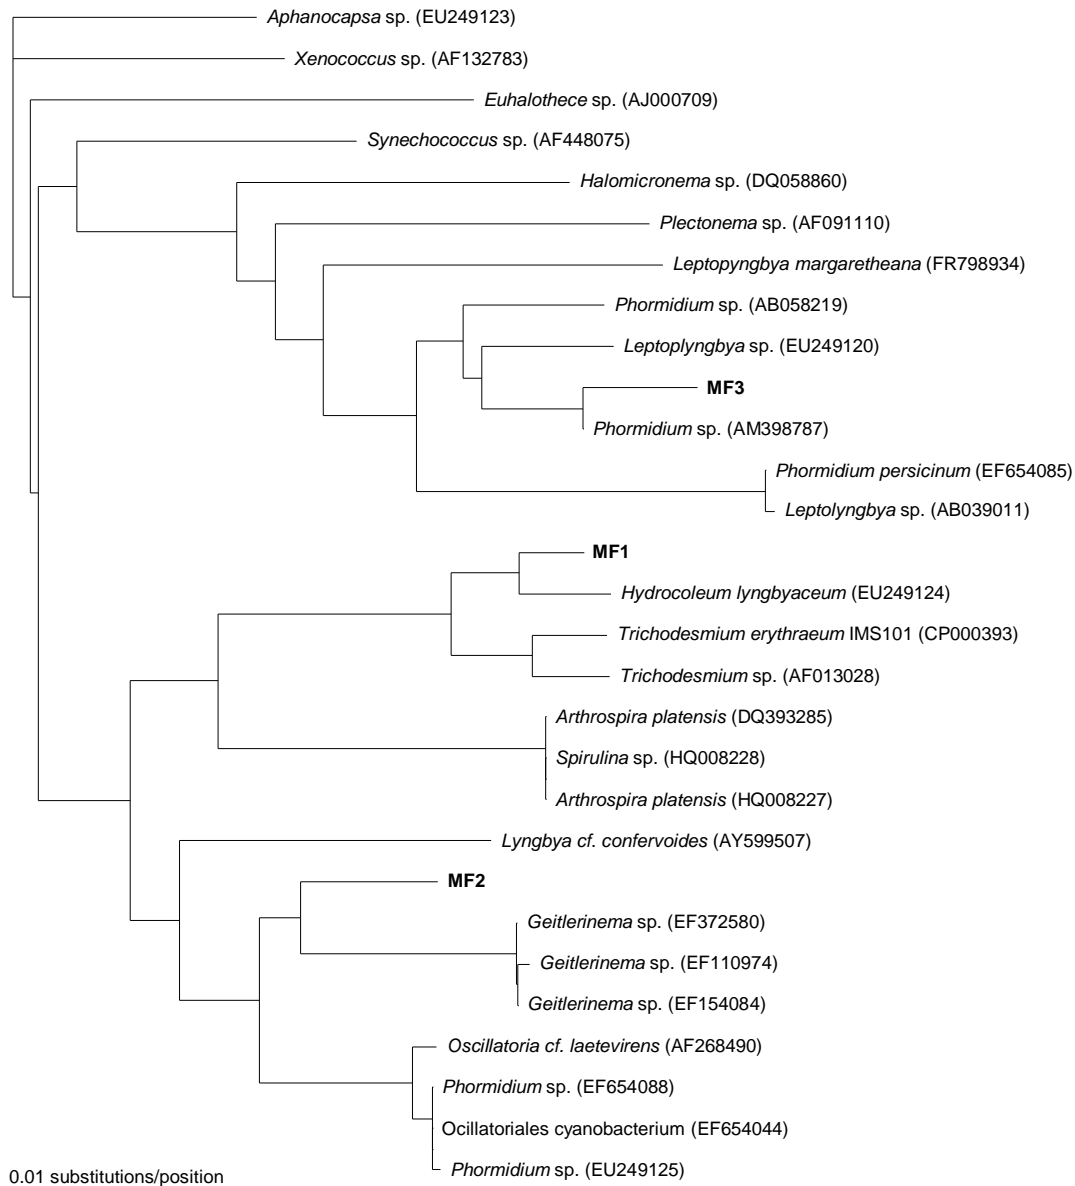 Aphanocapsa sp. (EU249123)
Xenococcus sp. (AF132783)
Euhalothece sp. (AJ000709)
Synechococcus sp. (AF448075)
Halomicronema sp. (DQ058860)
Plectonema sp. (AF091110)
Leptopyngbya margaretheana (FR798934)
Phormidium sp. (AB058219)
Leptoplyngbya sp. (EU249120)
MF3
Phormidium sp. (AM398787)
Phormidium persicinum (EF654085)
Leptolyngbya sp. (AB039011)
MF1
Hydrocoleum lyngbyaceum (EU249124)
Trichodesmium erythraeum IMS101 (CP000393)
Trichodesmium sp. (AF013028)
Arthrospira platensis (DQ393285)
Spirulina sp. (HQ008228)
Arthrospira platensis (HQ008227)
Lyngbya cf. confervoides (AY599507)
MF2
Geitlerinema sp. (EF372580)
Geitlerinema sp. (EF110974)
Geitlerinema sp. (EF154084)
Oscillatoria cf. laetevirens (AF268490)
Phormidium sp. (EF654088)
Ocillatoriales cyanobacterium (EF654044)
Phormidium sp. (EU249125)
0.01 substitutions/position